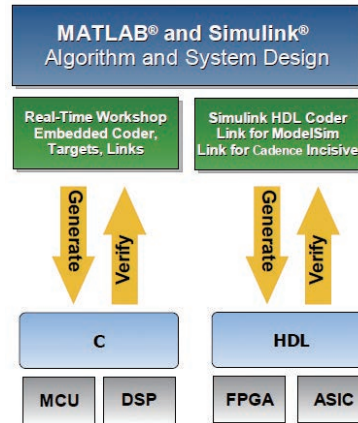 MATLAB® and Simulink®
Algorithm and System Design
Real-Time Workshop
Embedded Coder,
Targets, Links
Simulink HDL Coder
Link for ModelSim
Link for Cadence Incisive
Generate
Verify
Generate
Verify
C
HDL
MCU
DSP
FPGA
ASIC